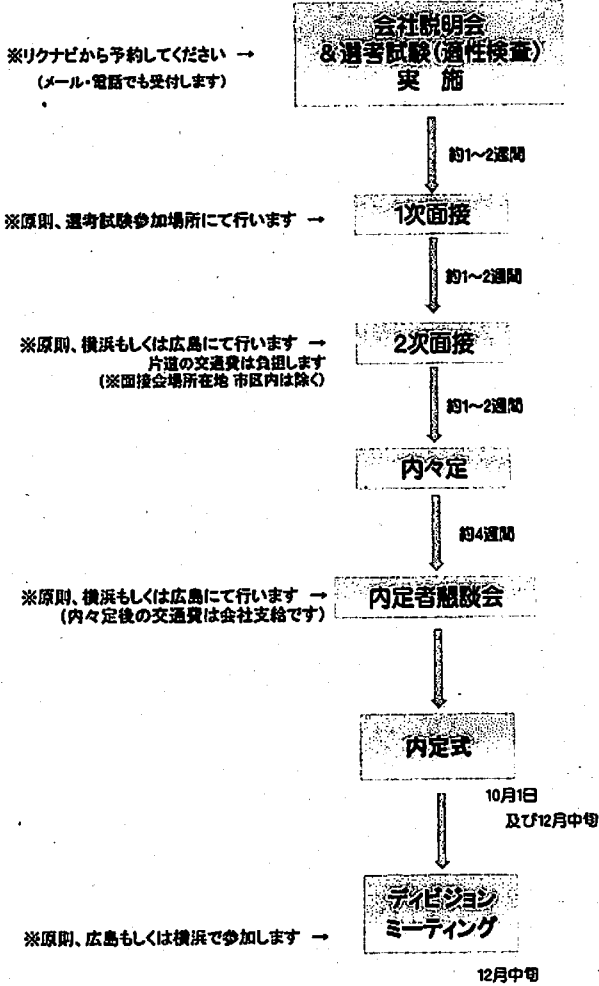 会社説明会
※リクナビから予約してください →
&選考試験(適性検査)
(メール・電話でも受付します)
実 施
約1～2週間
※原則、選考試験参加場所にて行います →
1次面接
約1～2週間
※原則、横浜もしくは広島にて行います →
2次面接
片道の交通費は負担します
(※面接会場所在地 市区内は除く)
約1～2週間
内々定
約4週間
※原則、横浜もしくは広島にて行います →
内定者懇談会
(内々定後の交通費は会社支給です)
内定式
10月1日
及び12月中旬
ディビジョン
ミーティング
※原則、広島もしくは横浜で参加します →
12月中旬